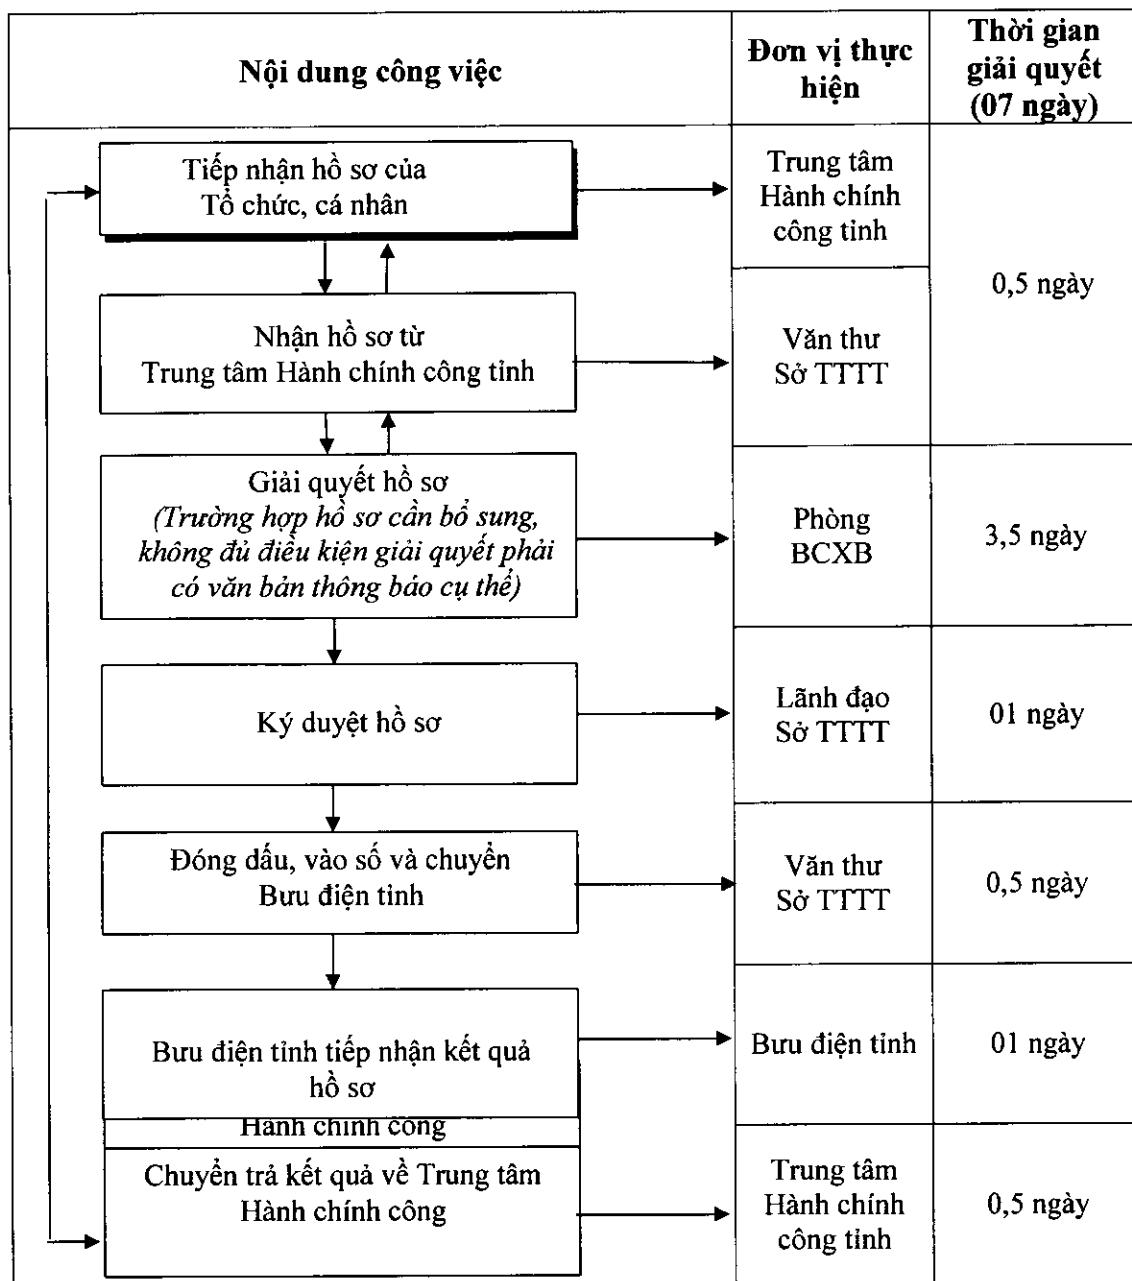 Nội dung công việc
Đơn vị thực
hiện
Thời gian
giải quyết
(07 ngày)
Tiếp nhận hồ sơ của
Tổ chức, cá nhân
Trung tâm
Hành chính
công tỉnh
0,5 ngày
Nhận hồ sơ từ
Trung tâm Hành chính công tỉnh
Văn thư
Sở TTTT
Giải quyết hồ sơ
(Trường hợp hồ sơ cần bổ sung,
không đủ điều kiện giải quyết phải
có văn bản thông báo cụ thể)
Phòng
BCXB
3,5 ngày
Ký duyệt hồ sơ
Lãnh đạo
Sở TTTT
01 ngày
Đóng dấu, vào số và chuyển
Bưu điện tỉnh
Văn thư
Sở TTTT
0,5 ngày
Bưu điện tỉnh tiếp nhận kết quả
hồ sơ
Bưu điện tỉnh
01 ngày
Hành chính công
Chuyển trả kết quả về Trung tâm
Hành chính công
Trung tâm
Hành chính
công tỉnh
0,5 ngày